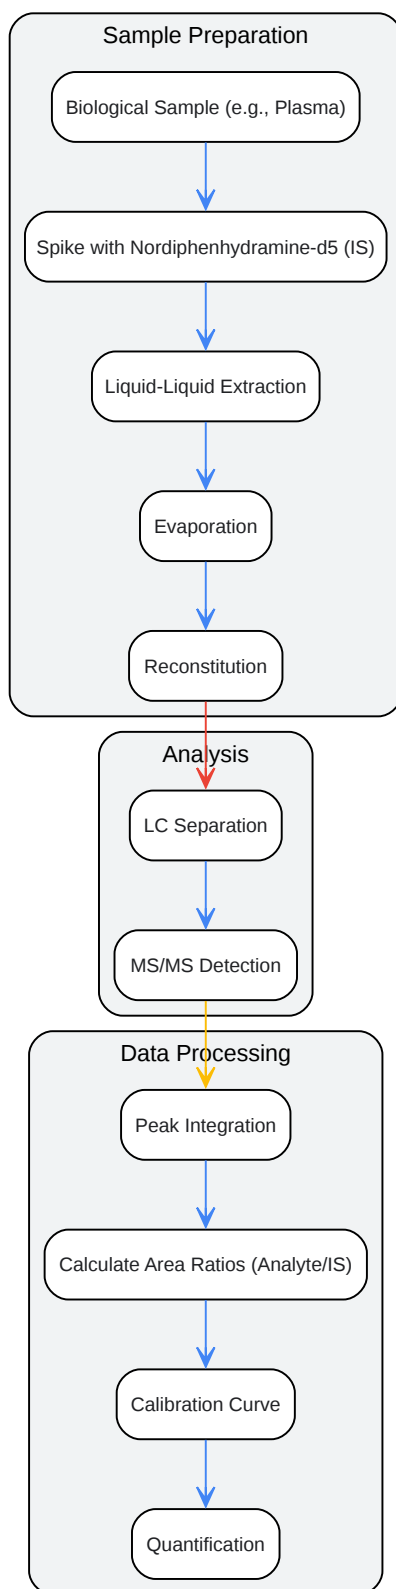 Sample Preparation
Biological Sample (e.g., Plasma)
Spike with Nordiphenhydramine-d5 (IS)
Liquid-Liquid Extraction
Evaporation
Reconstitution
Analysis
LC Separation
MS/MS Detection
Data Processing
Peak Integration
Calculate Area Ratios (Analyte/IS)
Calibration Curve
Quantification